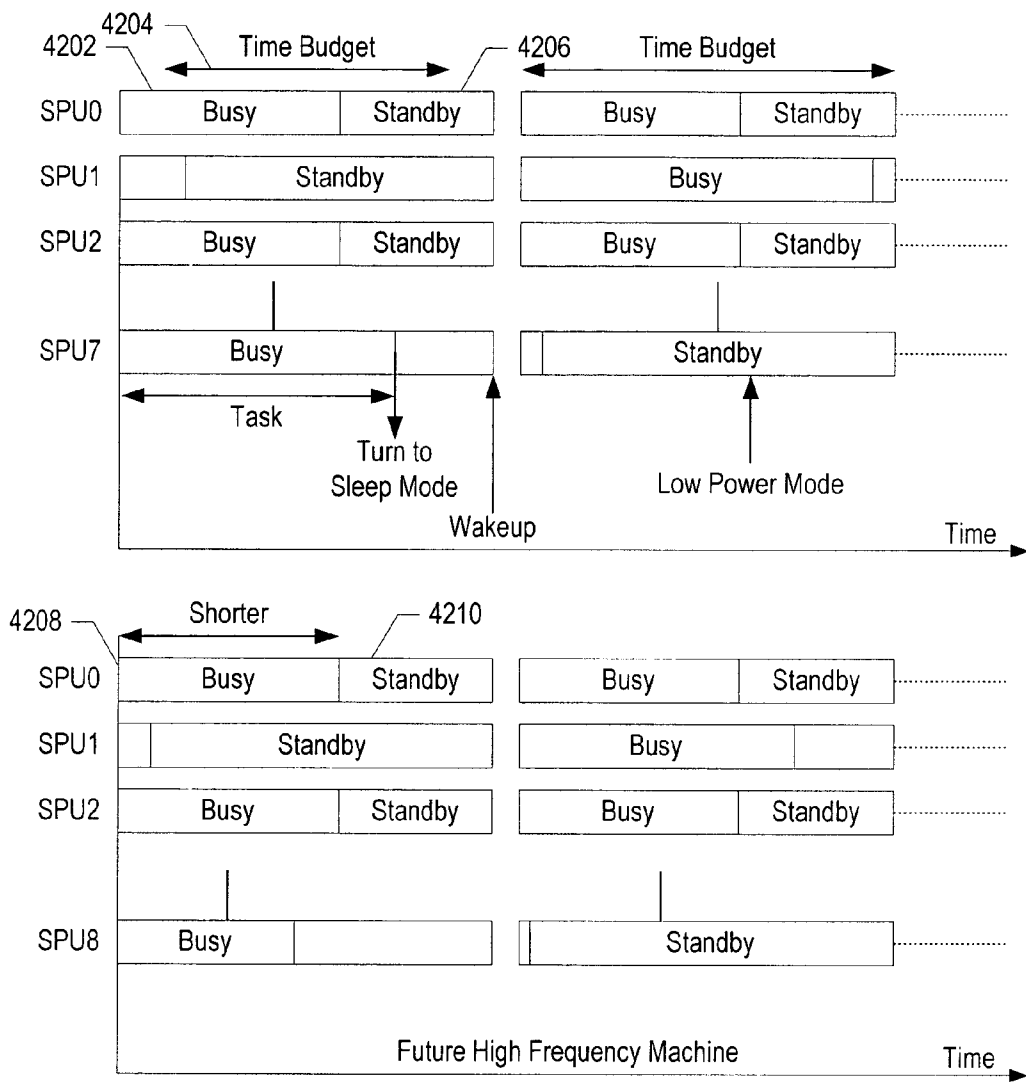 4204
4202
Time Budget
4206
Time Budget
SPU0
Busy
Standby
Busy
Standby
SPU1
Standby
Busy
SPU2
Busy
Standby
Busy
Standby
SPU7
Busy
Standby
Task
Turn to
Sleep Mode
Low Power Mode
Wakeup
Time
4208
Shorter
4210
SPU0
Busy
Standby
Busy
Standby
SPU1
Standby
Busy
SPU2
Busy
Standby
Busy
Standby
SPU8
Busy
Standby
Future High Frequency Machine
Time